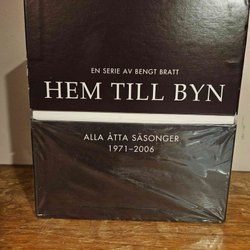 EN SERIE AV BENGT BRATT
HEM TILL BYN
ALLA ÅTTA SÄSONGER
1971–2006